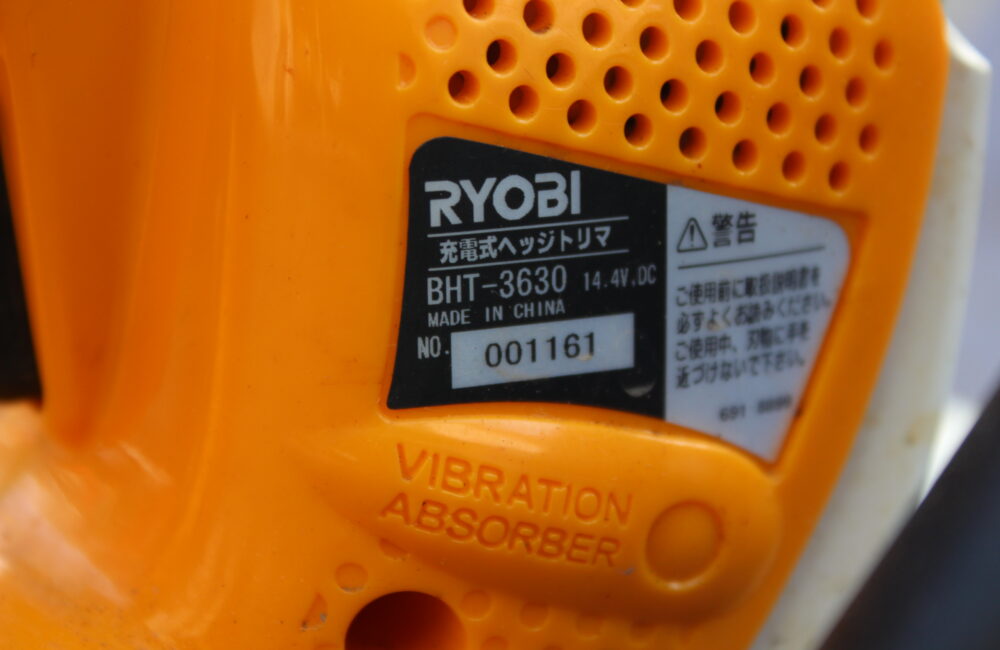 RYOBI
充電式ヘッジトリマ
BHT-3630 14.4V.DC
MADE IN CHINA
NO. 001161
警告
ご使用前に取扱説明書を
必ずよくお読みください。
ご使用中、刃物に手を
近づけないで下さい。
VIBRATION
ABSORBER